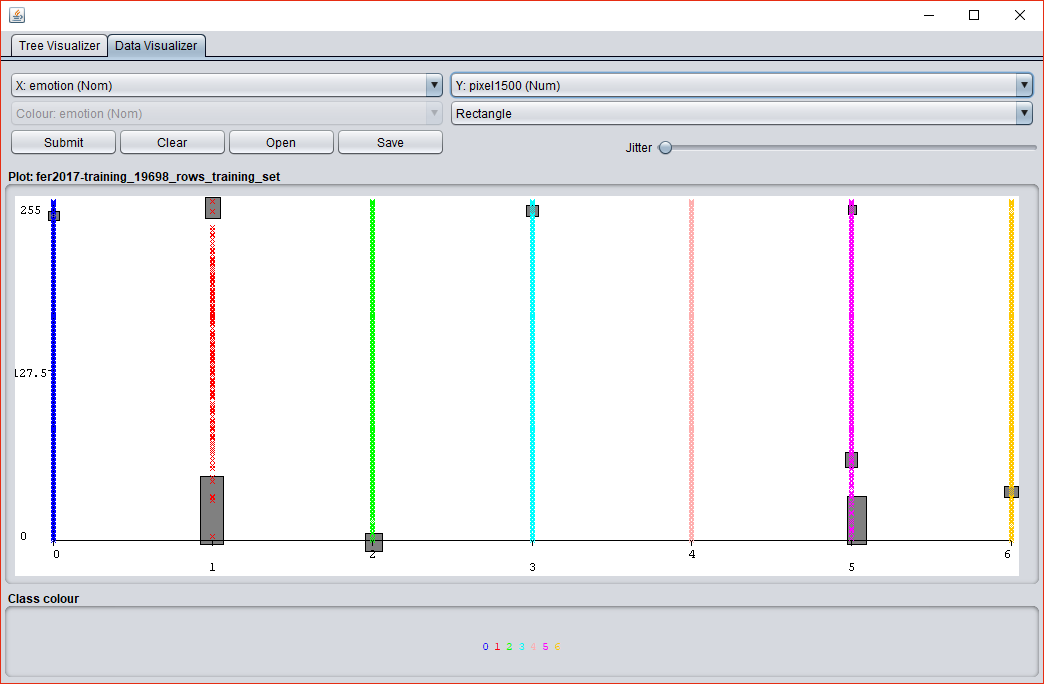 Tree Visualizer Data Visualizer
X: emotion (Nom) Y: pixel1500 (Num)
Colour: emotion (Nom) Rectangle
Submit Clear Open Save Jitter
Plot: fer2017-training_19698_rows_training_set
255
127.5
0
0 2 4 6
1 3 5
Class colour
0 1 2 3 4 5 6